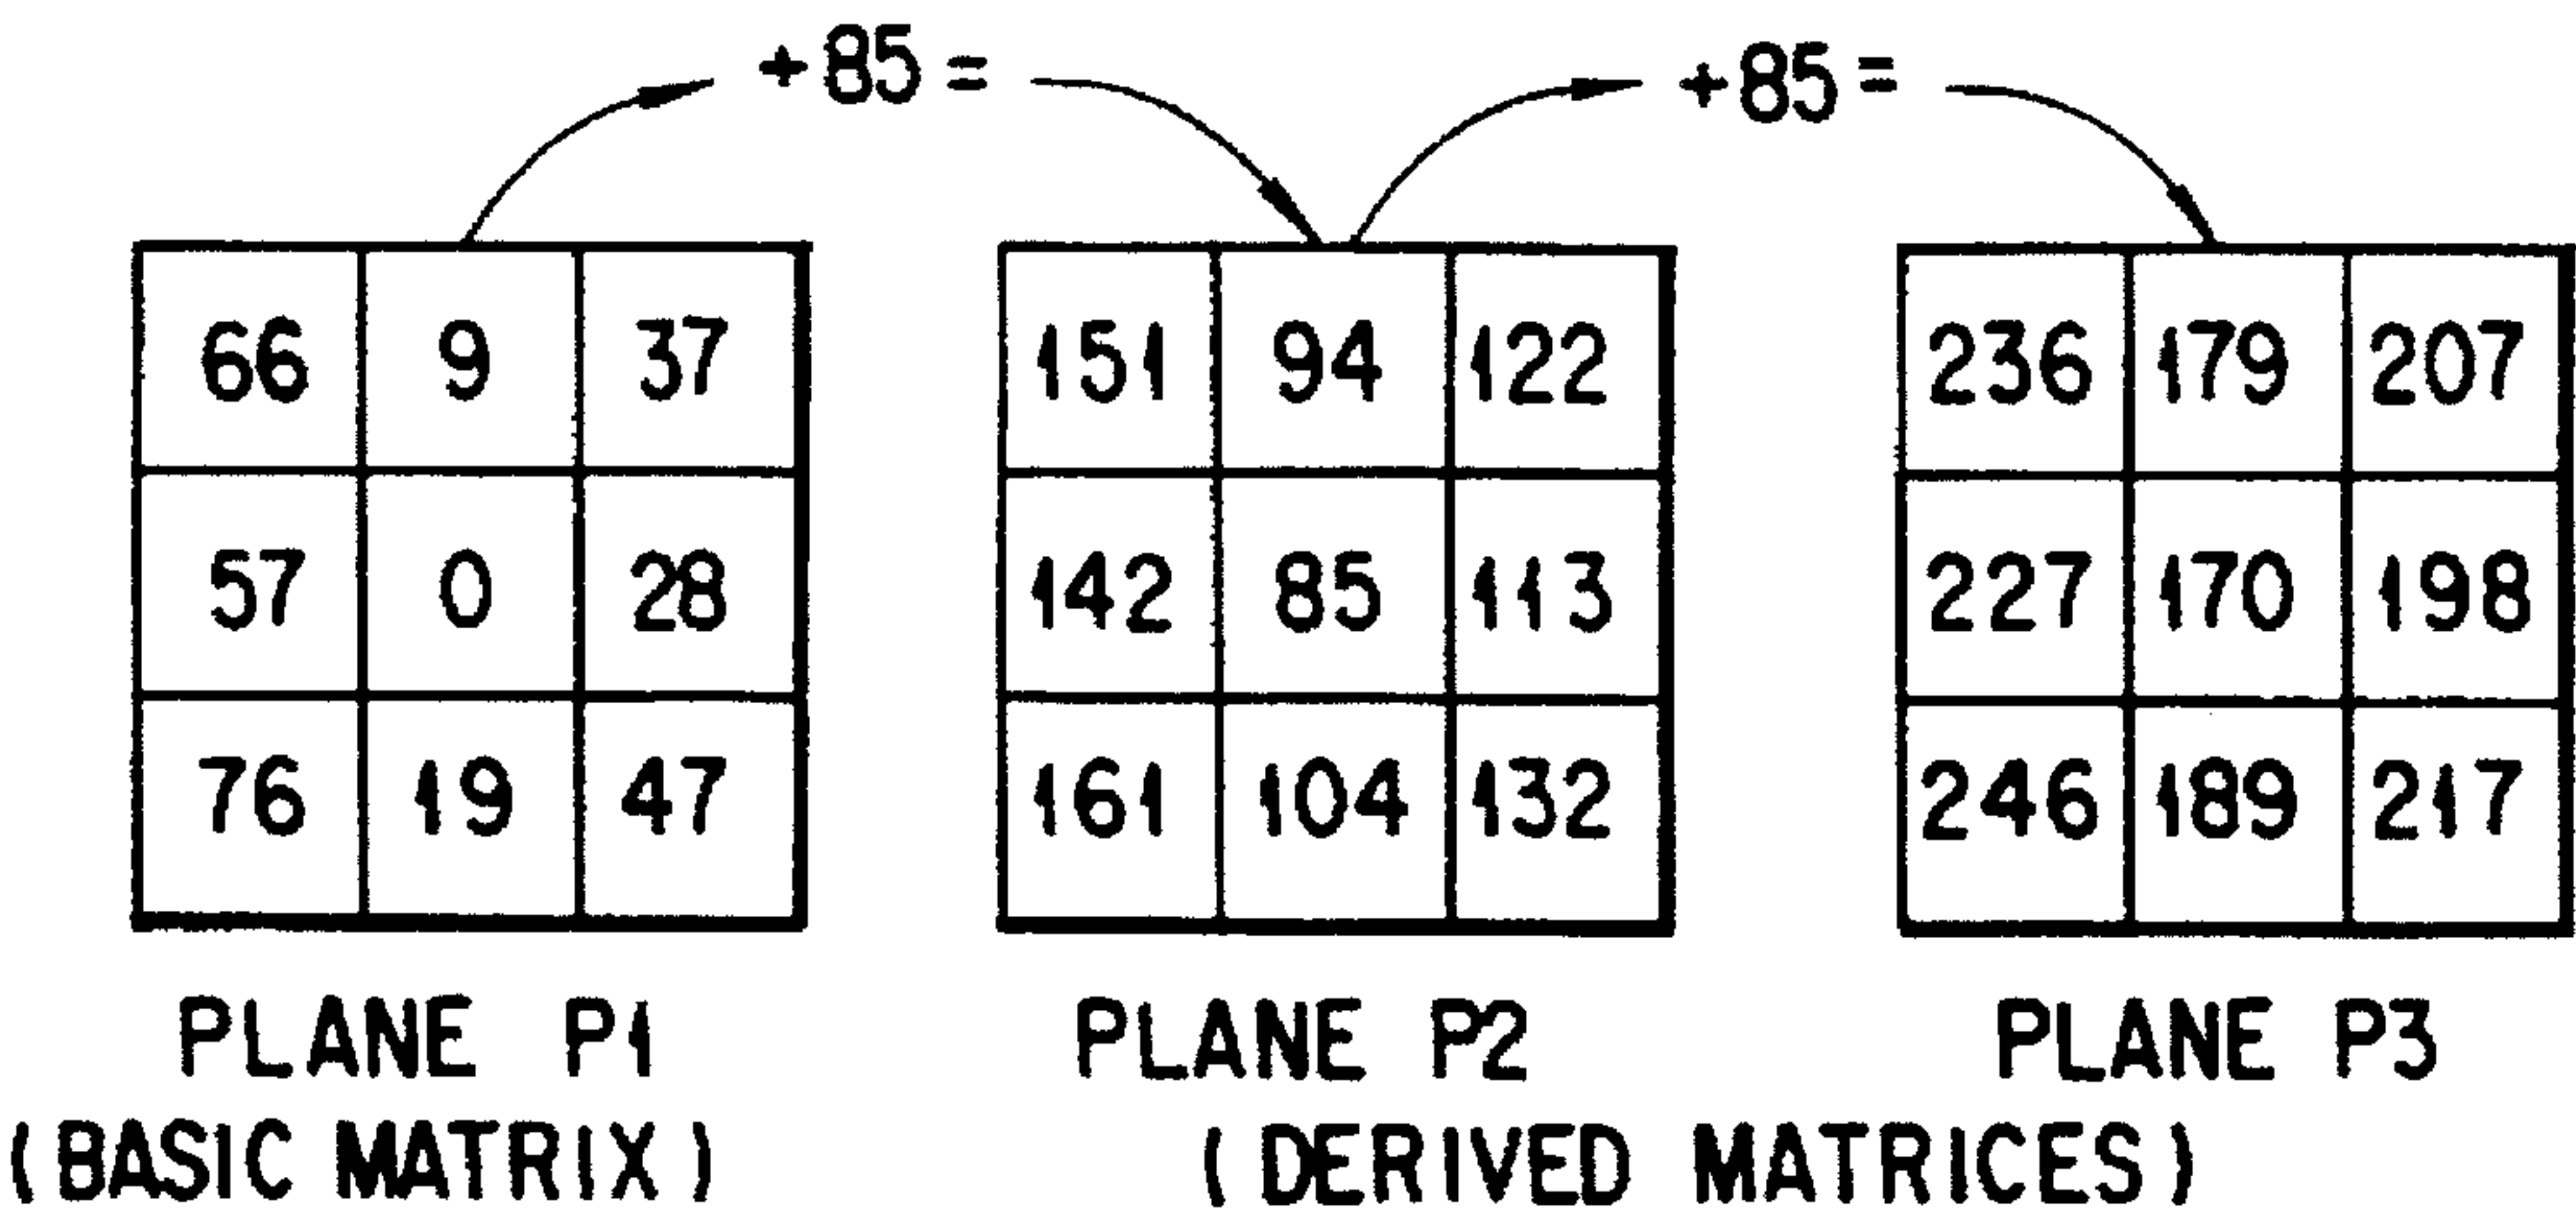 +85= +85=
66 9 37 151 94 122 236 179 207
57 0 28 142 85 113 227 170 198
76 19 47 161 104 132 246 189 217
PLANE P1 PLANE P2 PLANE P3
(BASIC MATRIX) (DERIVED MATRICES)